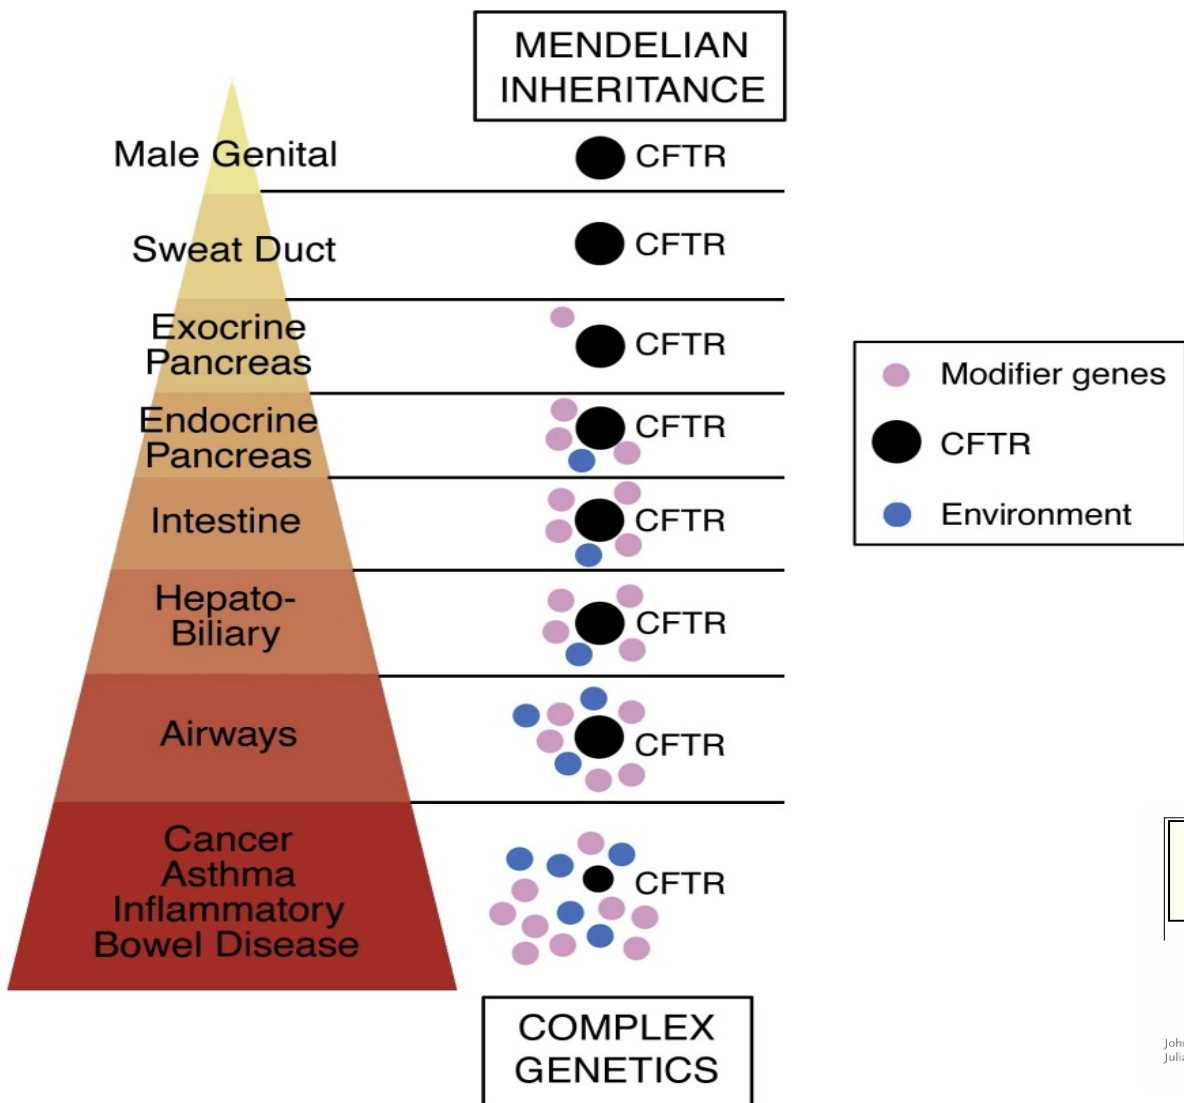 MENDELIAN
INHERITANCE
Male Genital
CFTR
Sweat Duct
CFTR
Exocrine
Pancreas
CFTR
Endocrine
Pancreas
CFTR
Intestine
CFTR
Hepato-
Biliary
CFTR
Airways
CFTR
Cancer
Asthma
Inflammatory
Bowel Disease
CFTR
COMPLEX
GENETICS
Modifier genes
CFTR
Environment